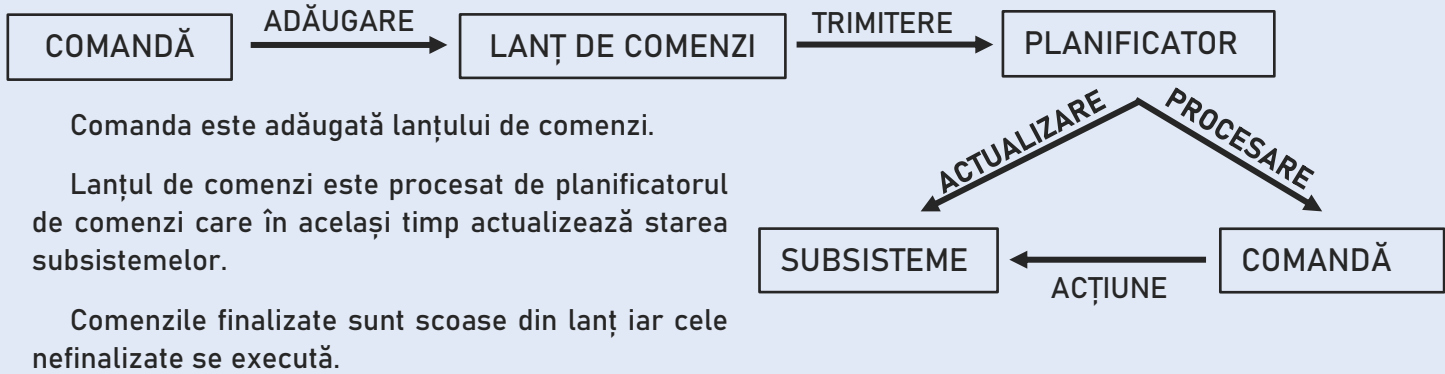 COMANDĂ
ADĂUGARE
LANȚ DE COMENZI
TRIMITERE
PLANIFICATOR
Comanda este adăugată lanțului de comenzi.
Lanțul de comenzi este procesat de planificatorul
de comenzi care în același timp actualizează starea
subsistemelor.
Comenzile finalizate sunt scoase din lanț iar cele
nefinalizate se execută.
ACTUALIZARE
PROCESARE
SUBSISTEME
ACȚIUNE
COMANDĂ